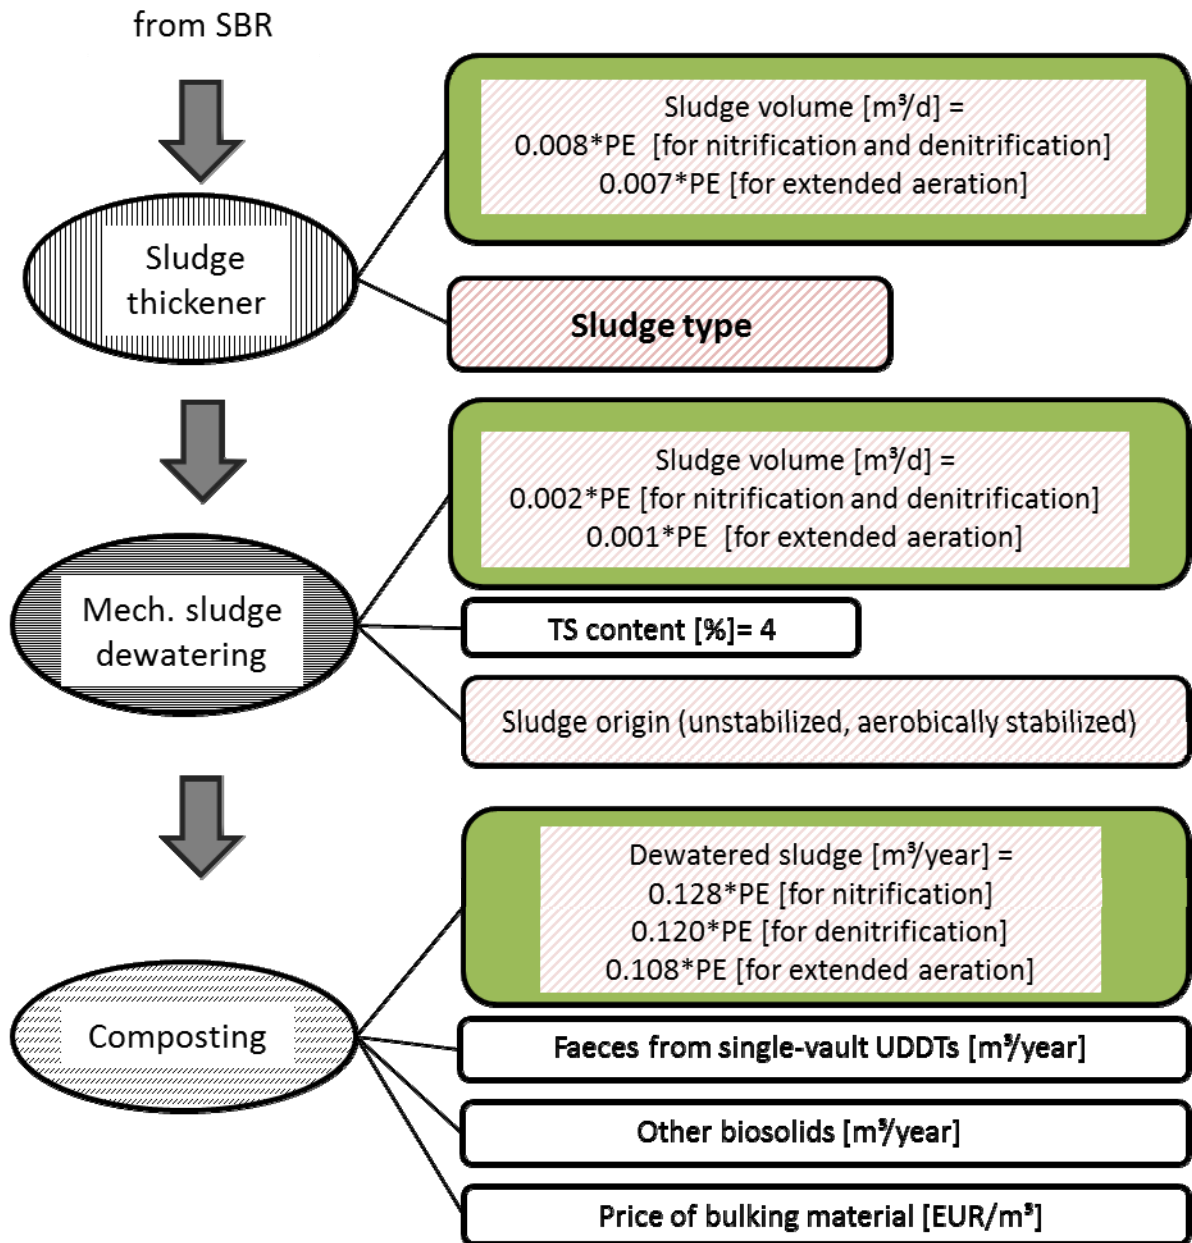 from SBR
Sludge volume [m³/d] =
0.008*PE [for nitrification and denitrification]
0.007*PE [for extended aeration]
Sludge
thickener
Sludge type
Sludge volume [m³/d] =
0.002*PE [for nitrification and denitrification]
0.001*PE [for extended aeration]
Mech. sludge
dewatering
TS content [%]= 4
Sludge origin (unstabilized, aerobically stabilized)
Dewatered sludge [m³/year] =
0.128*PE [for nitrification]
0.120*PE [for denitrification]
0.108*PE [for extended aeration]
Composting
Faeces from single-vault UDDTs [m³/year]
Other biosolids [m³/year]
Price of bulking material [EUR/m³]